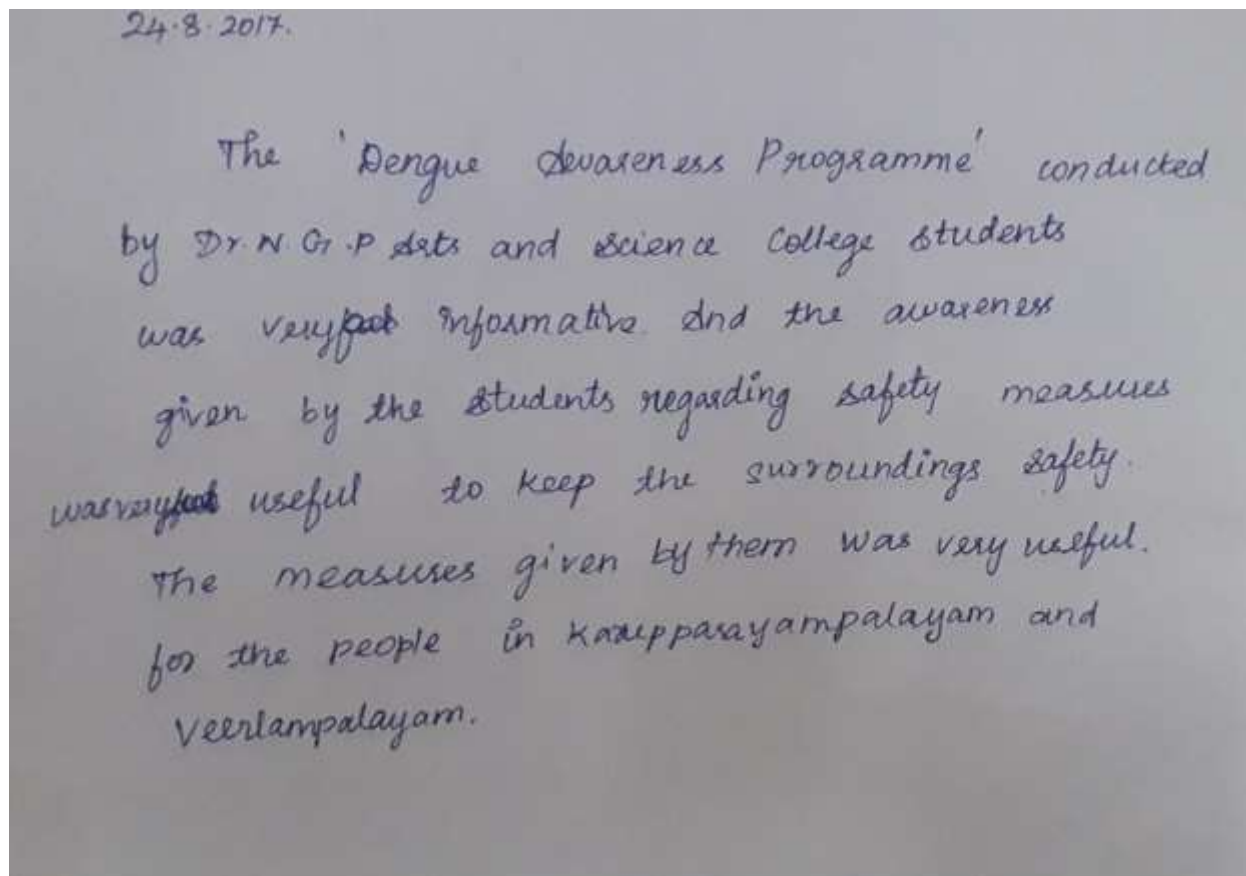 24.8.2017.
The 'Dengue Awareness Programme' conducted
by Dr. N. G. P Arts and Science College students
was very informative. And the awareness
given by the students regarding safety measures
was very useful to keep the surroundings safety.
The measures given by them was very useful.
for the people in Karupparayampalayam and
Veerlampalayam.